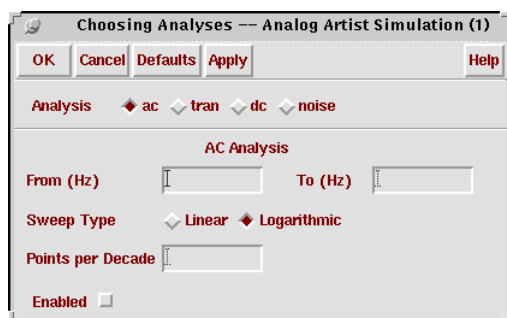 Choosing Analyses -- Analog Artist Simulation (1)
OK Cancel Defaults Apply Help
Analysis ac tran dc noise
AC Analysis
From (Hz) To (Hz)
Sweep Type Linear Logarithmic
Points per Decade
Enabled